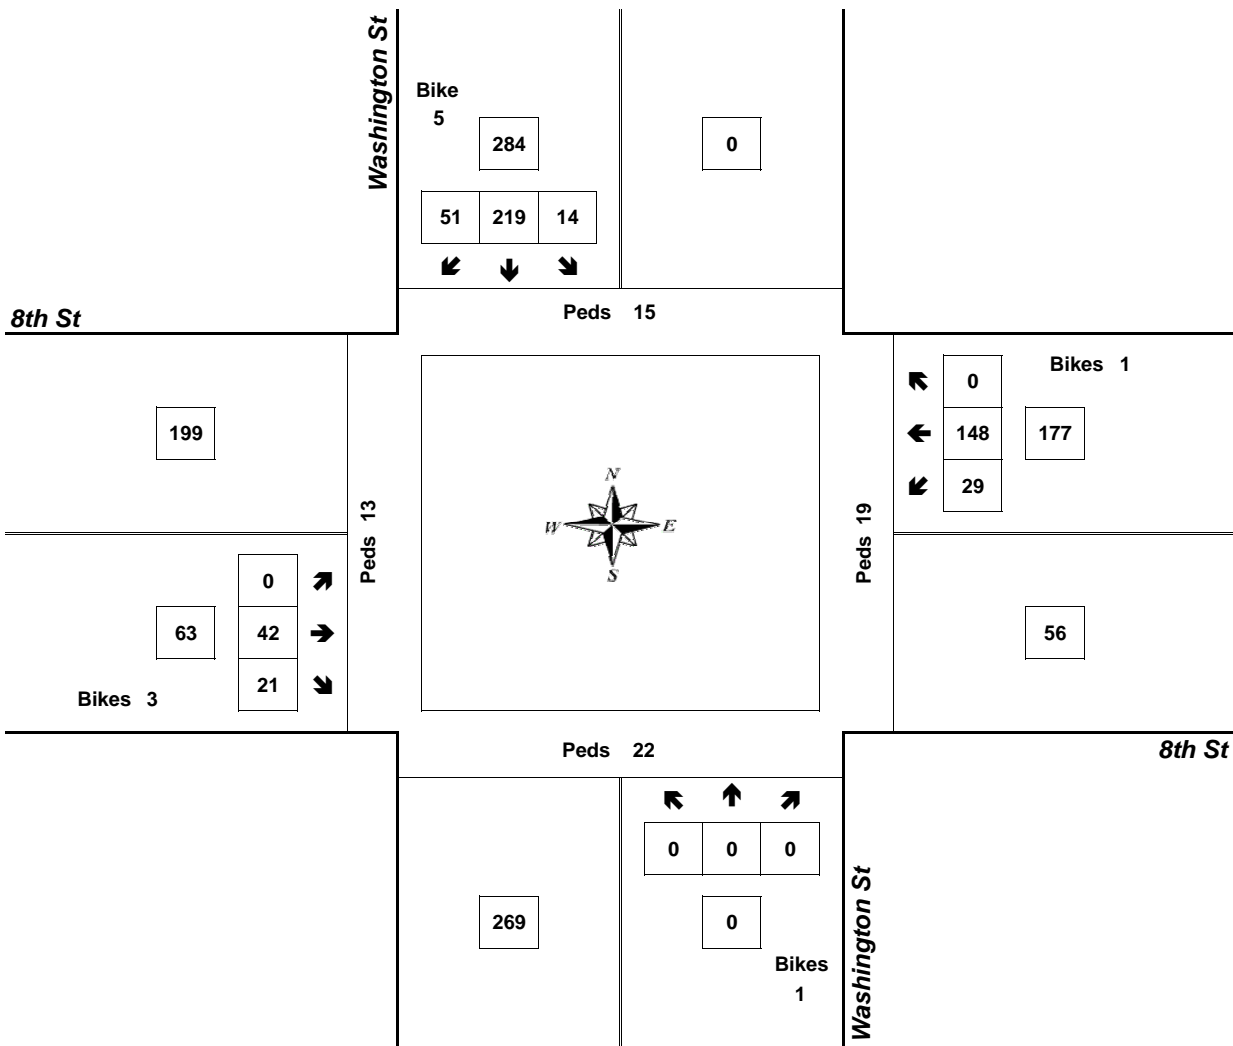 Washington St
Bike
5
284
0
51 219 14
8th St
Peds 15
Bikes 1
0
148 177
29
199
N
W E
S
Peds 13
Peds 19
0
63 42
21
Bikes 3
56
Peds 22
8th St
0 0 0
269
0
Bikes
1
Washington St